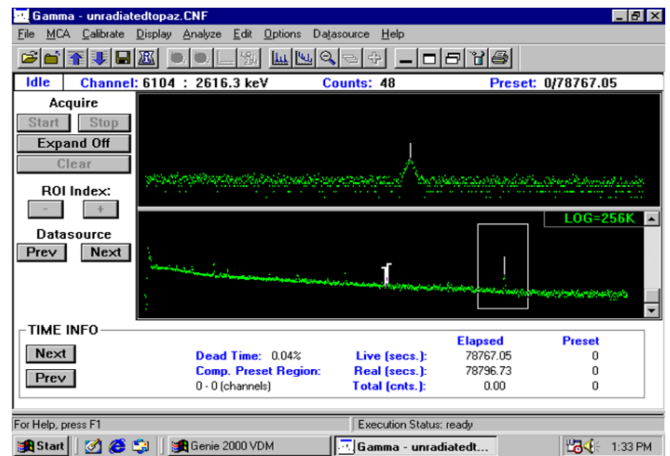 Gamma - unradiatedtopaz.CNF
File MCA Calibrate Display Analyze Edit Options Datasource Help
Idle Channel: 6104 : 2616.3 keV Counts: 48 Preset: 0/78767.05
Acquire
Start Stop
Expand Off
Clear
ROI Index:
- +
Datasource
Prev Next
LOG=256K
TIME INFO
Next
Prev
Elapsed Preset
Dead Time: 0.04% Live (secs.): 78767.05 0
Comp. Preset Region: Real (secs.): 78796.73 0
0 - 0 (channels) Total (cnts.): 0.00 0
For Help, press F1 Execution Status: ready
Start Genie 2000 VDM Gamma - unradiatedt... 1:33 PM